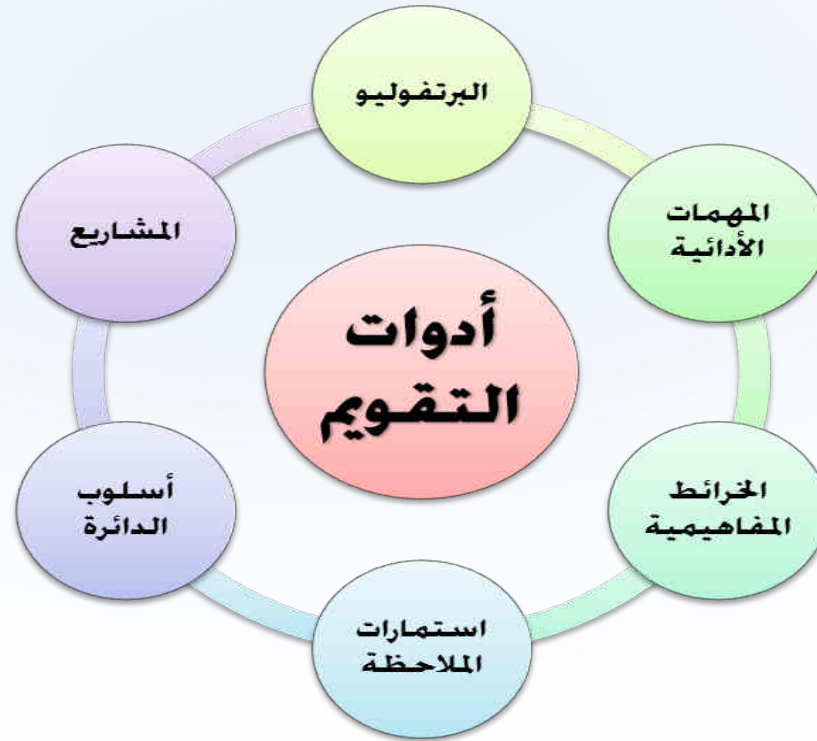 البرتفوليو
المهمات
الأدائية
المشاريع
أدوات
التقويم
الخرائط
المفاهيمية
أسلوب
الدائرة
استمارات
الملاحظة